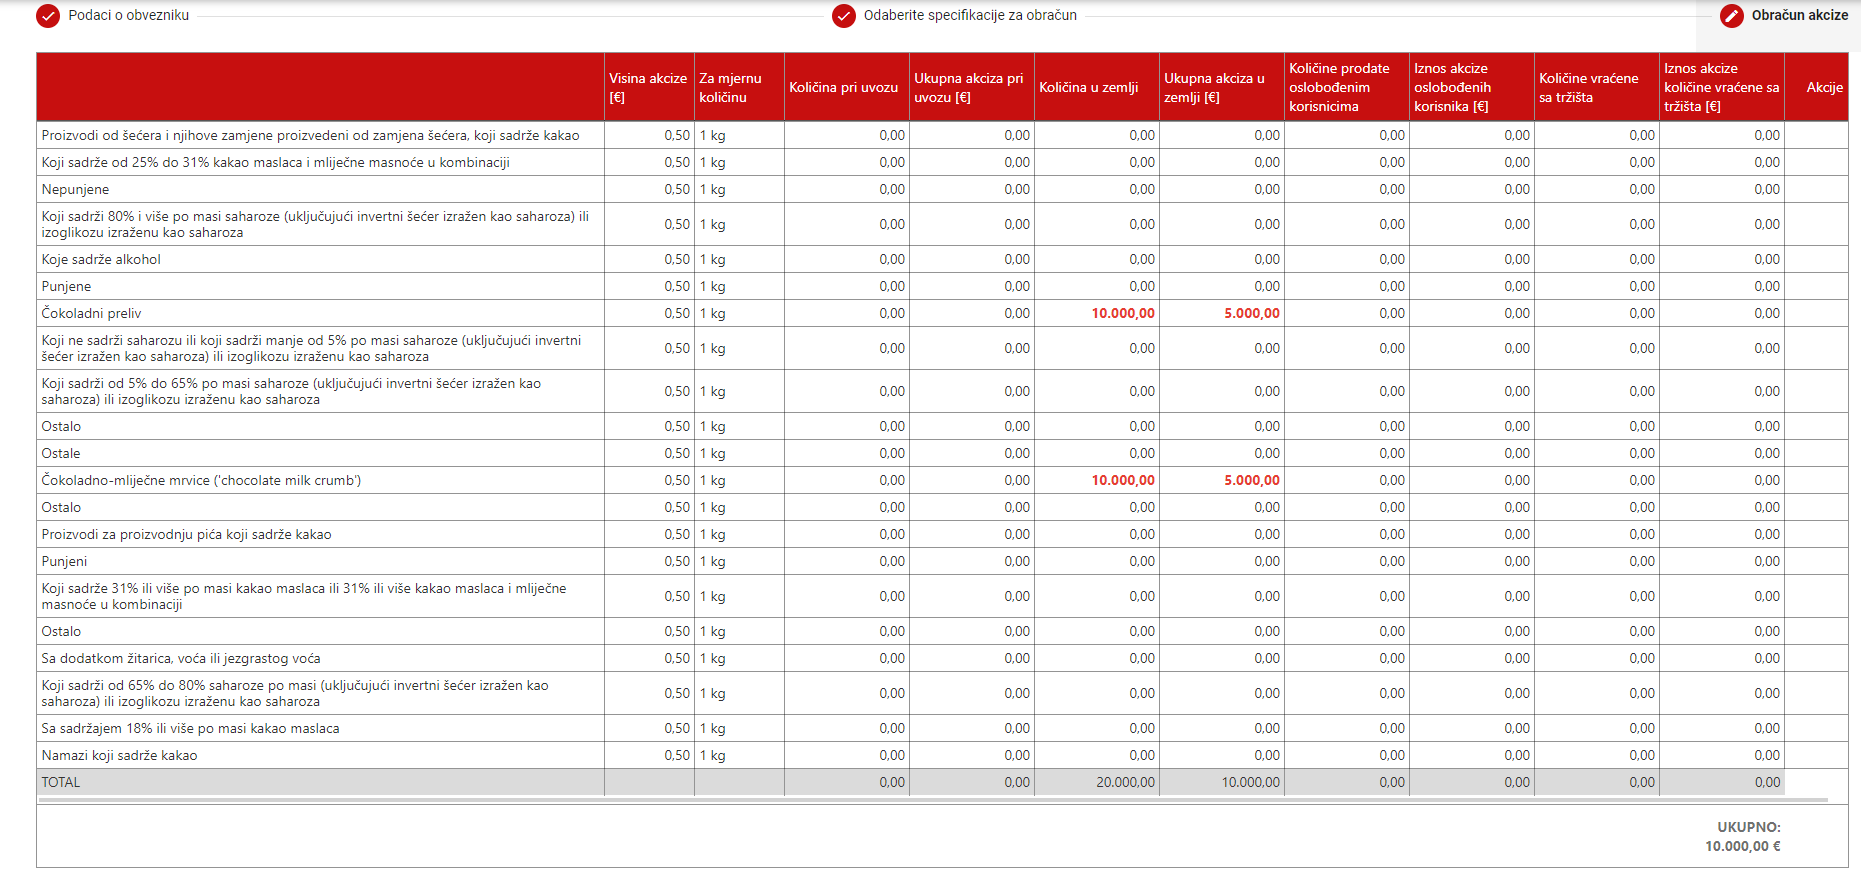 Podaci o obvezniku
Odaberite specifikacije za obračun
Obračun akcize
Visina akcize [€] Za mjernu količinu Količina pri uvozu Ukupna akciza pri uvozu [€] Količina u zemlji Ukupna akciza u zemlji [€] Količine prodate oslobođenim korisnicima Iznos akcize oslobođenih korisnika [€] Količine vraćene sa tržišta Iznos akcize količine vraćene sa tržišta [€] Akcije
Proizvodi od šećera i njihove zamjene proizvedeni od zamjena šećera, koji sadrže kakao 0,50 1 kg 0,00 0,00 0,00 0,00 0,00 0,00 0,00 0,00
Koji sadrže od 25% do 31% kakao maslaca i mliječne masnoće u kombinaciji 0,50 1 kg 0,00 0,00 0,00 0,00 0,00 0,00 0,00 0,00
Nepunjene 0,50 1 kg 0,00 0,00 0,00 0,00 0,00 0,00 0,00 0,00
Koji sadrži 80% i više po masi saharoze (uključujući invertni šećer izražen kao saharoza) ili
izoglikozu izraženu kao saharoza 0,50 1 kg 0,00 0,00 0,00 0,00 0,00 0,00 0,00 0,00
Koje sadrže alkohol 0,50 1 kg 0,00 0,00 0,00 0,00 0,00 0,00 0,00 0,00
Punjene 0,50 1 kg 0,00 0,00 0,00 0,00 0,00 0,00 0,00 0,00
Čokoladni preliv 0,50 1 kg 0,00 0,00 10.000,00 5.000,00 0,00 0,00 0,00 0,00
Koji ne sadrži saharozu ili koji sadrži manje od 5% po masi saharoze (uključujući invertni
šećer izražen kao saharoza) ili izoglikozu izraženu kao saharoza 0,50 1 kg 0,00 0,00 0,00 0,00 0,00 0,00 0,00 0,00
Koji sadrži od 5% do 65% po masi saharoze (uključujući invertni šećer izražen kao
saharoza) ili izoglikozu izraženu kao saharoza 0,50 1 kg 0,00 0,00 0,00 0,00 0,00 0,00 0,00 0,00
Ostalo 0,50 1 kg 0,00 0,00 0,00 0,00 0,00 0,00 0,00 0,00
Ostale 0,50 1 kg 0,00 0,00 0,00 0,00 0,00 0,00 0,00 0,00
Čokoladno-mliječne mrvice ('chocolate milk crumb') 0,50 1 kg 0,00 0,00 10.000,00 5.000,00 0,00 0,00 0,00 0,00
Ostalo 0,50 1 kg 0,00 0,00 0,00 0,00 0,00 0,00 0,00 0,00
Proizvodi za proizvodnju pića koji sadrže kakao 0,50 1 kg 0,00 0,00 0,00 0,00 0,00 0,00 0,00 0,00
Punjeni 0,50 1 kg 0,00 0,00 0,00 0,00 0,00 0,00 0,00 0,00
Koji sadrže 31% ili više po masi kakao maslaca ili 31% ili više kakao maslaca i mliječne
masnoće u kombinaciji 0,50 1 kg 0,00 0,00 0,00 0,00 0,00 0,00 0,00 0,00
Ostalo 0,50 1 kg 0,00 0,00 0,00 0,00 0,00 0,00 0,00 0,00
Sa dodatkom žitarica, voća ili jezgrastog voća 0,50 1 kg 0,00 0,00 0,00 0,00 0,00 0,00 0,00 0,00
Koji sadrži od 65% do 80% saharoze po masi (uključujući invertni šećer izražen kao
saharoza) ili izoglikozu izraženu kao saharoza 0,50 1 kg 0,00 0,00 0,00 0,00 0,00 0,00 0,00 0,00
Sa sadržajem 18% ili više po masi kakao maslaca 0,50 1 kg 0,00 0,00 0,00 0,00 0,00 0,00 0,00 0,00
Namazi koji sadrže kakao 0,50 1 kg 0,00 0,00 0,00 0,00 0,00 0,00 0,00 0,00
TOTAL 0,00 0,00 20.000,00 10.000,00 0,00 0,00 0,00 0,00
UKUPNO:
10.000,00 €